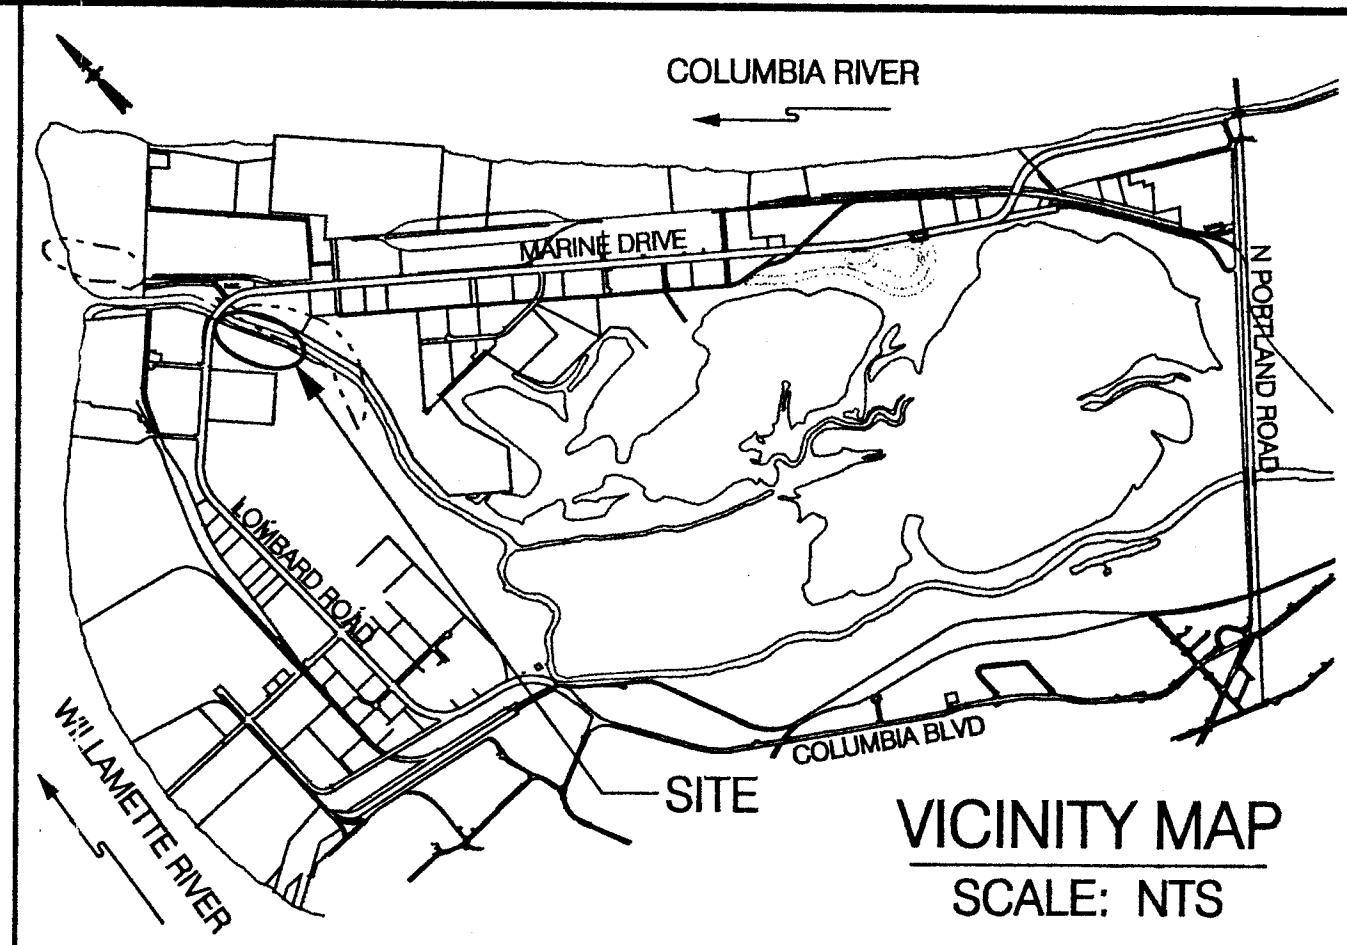 COLUMBIA RIVER
MARINE DRIVE
N PORTLAND ROAD
LOMBARD ROAD
WILLAMETTE RIVER
COLUMBIA BLVD
SITE
VICINITY MAP
SCALE: NTS